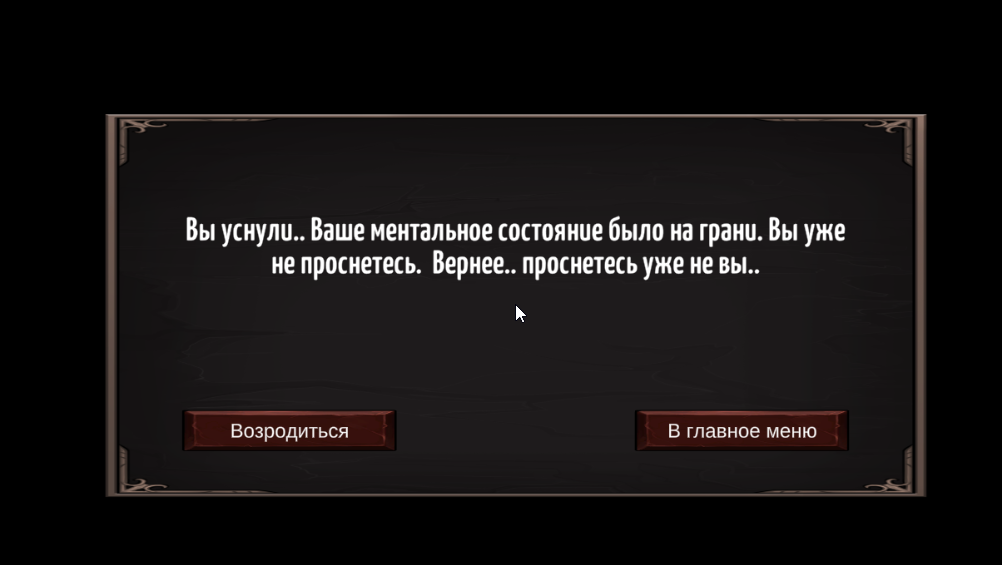 Вы уснули.. Ваше ментальное состояние было на грани. Вы уже
не проснетесь.  Вернее.. проснетесь уже не вы..
Возродиться
В главное меню